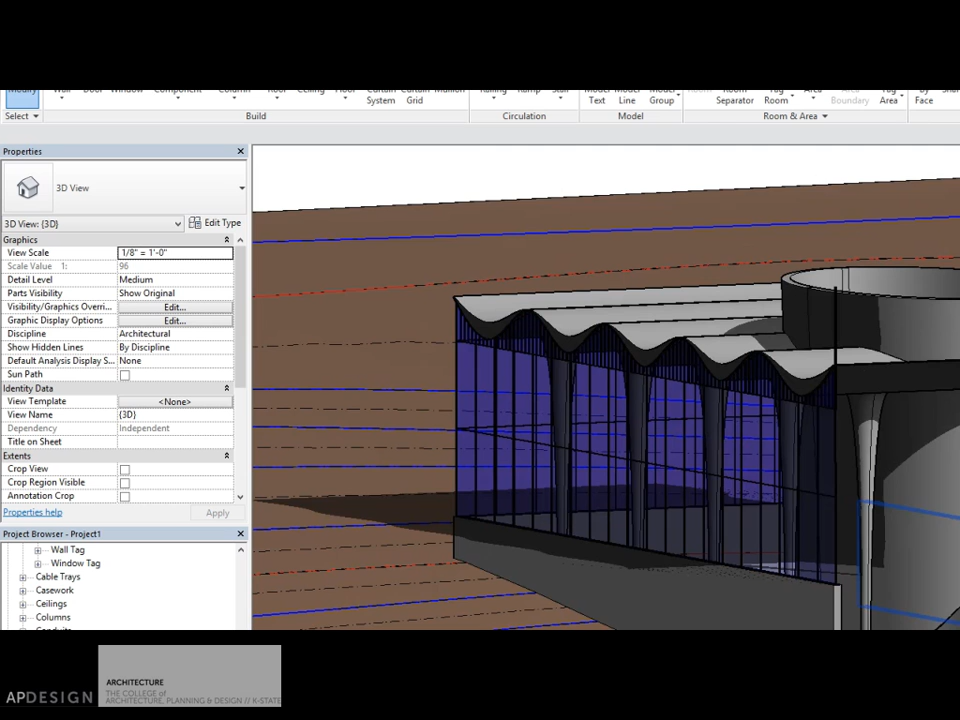 Modify Wall Door Window Component Column Roof Ceiling Floor Curtain Curtain Mullion Railing Ramp Stair Model Model Model Room Tag Area Area Tag By
System Grid Text Line Group Separator Room Boundary Area Face
Select Build Circulation Model Room & Area
Properties
3D View
3D View: {3D} Edit Type
Graphics
View Scale 1/8" = 1'-0"
Scale Value 1: 96
Detail Level Medium
Parts Visibility Show Original
Visibility/Graphics Overri... Edit...
Graphic Display Options Edit...
Discipline Architectural
Show Hidden Lines By Discipline
Default Analysis Display S... None
Sun Path
Identity Data
View Template <None>
View Name {3D}
Dependency Independent
Title on Sheet
Extents
Crop View
Crop Region Visible
Annotation Crop
Properties help Apply
Project Browser - Project1
Wall Tag
Window Tag
Cable Trays
Casework
Ceilings
Columns
Conduits
APDESIGN
ARCHITECTURE
THE COLLEGE of
ARCHITECTURE, PLANNING & DESIGN // K-STATE